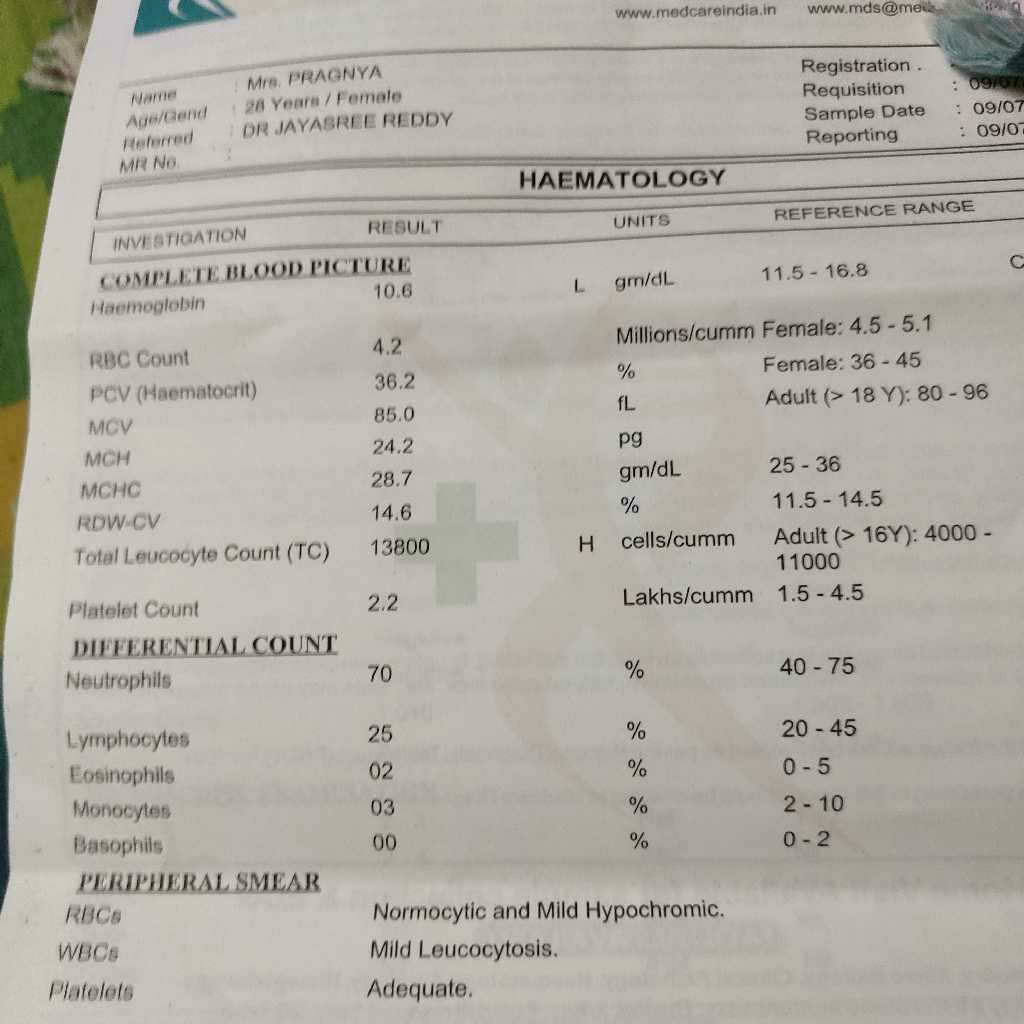 www.medcareindia.in www.mds@med
Name : Mrs. PRAGNYA
Age/Gend : 28 Years / Female
Referred : DR JAYASREE REDDY
MR No. :
Registration .
Requisition : 09/07
Sample Date : 09/07
Reporting : 09/07
HAEMATOLOGY
INVESTIGATION RESULT UNITS REFERENCE RANGE
COMPLETE BLOOD PICTURE
Haemoglobin 10.6 L gm/dL 11.5 - 16.8 C
RBC Count 4.2 Millions/cumm Female: 4.5 - 5.1
PCV (Haematocrit) 36.2 % Female: 36 - 45
MCV 85.0 fL Adult (> 18 Y): 80 - 96
MCH 24.2 pg
MCHC 28.7 gm/dL 25 - 36
RDW-CV 14.6 % 11.5 - 14.5
Total Leucocyte Count (TC) 13800 H cells/cumm Adult (> 16Y): 4000 -
11000
Platelet Count 2.2 Lakhs/cumm 1.5 - 4.5
DIFFERENTIAL COUNT
Neutrophils 70 % 40 - 75
Lymphocytes 25 % 20 - 45
Eosinophils 02 % 0 - 5
Monocytes 03 % 2 - 10
Basophils 00 % 0 - 2
PERIPHERAL SMEAR
RBCs Normocytic and Mild Hypochromic.
WBCs Mild Leucocytosis.
Platelets Adequate.